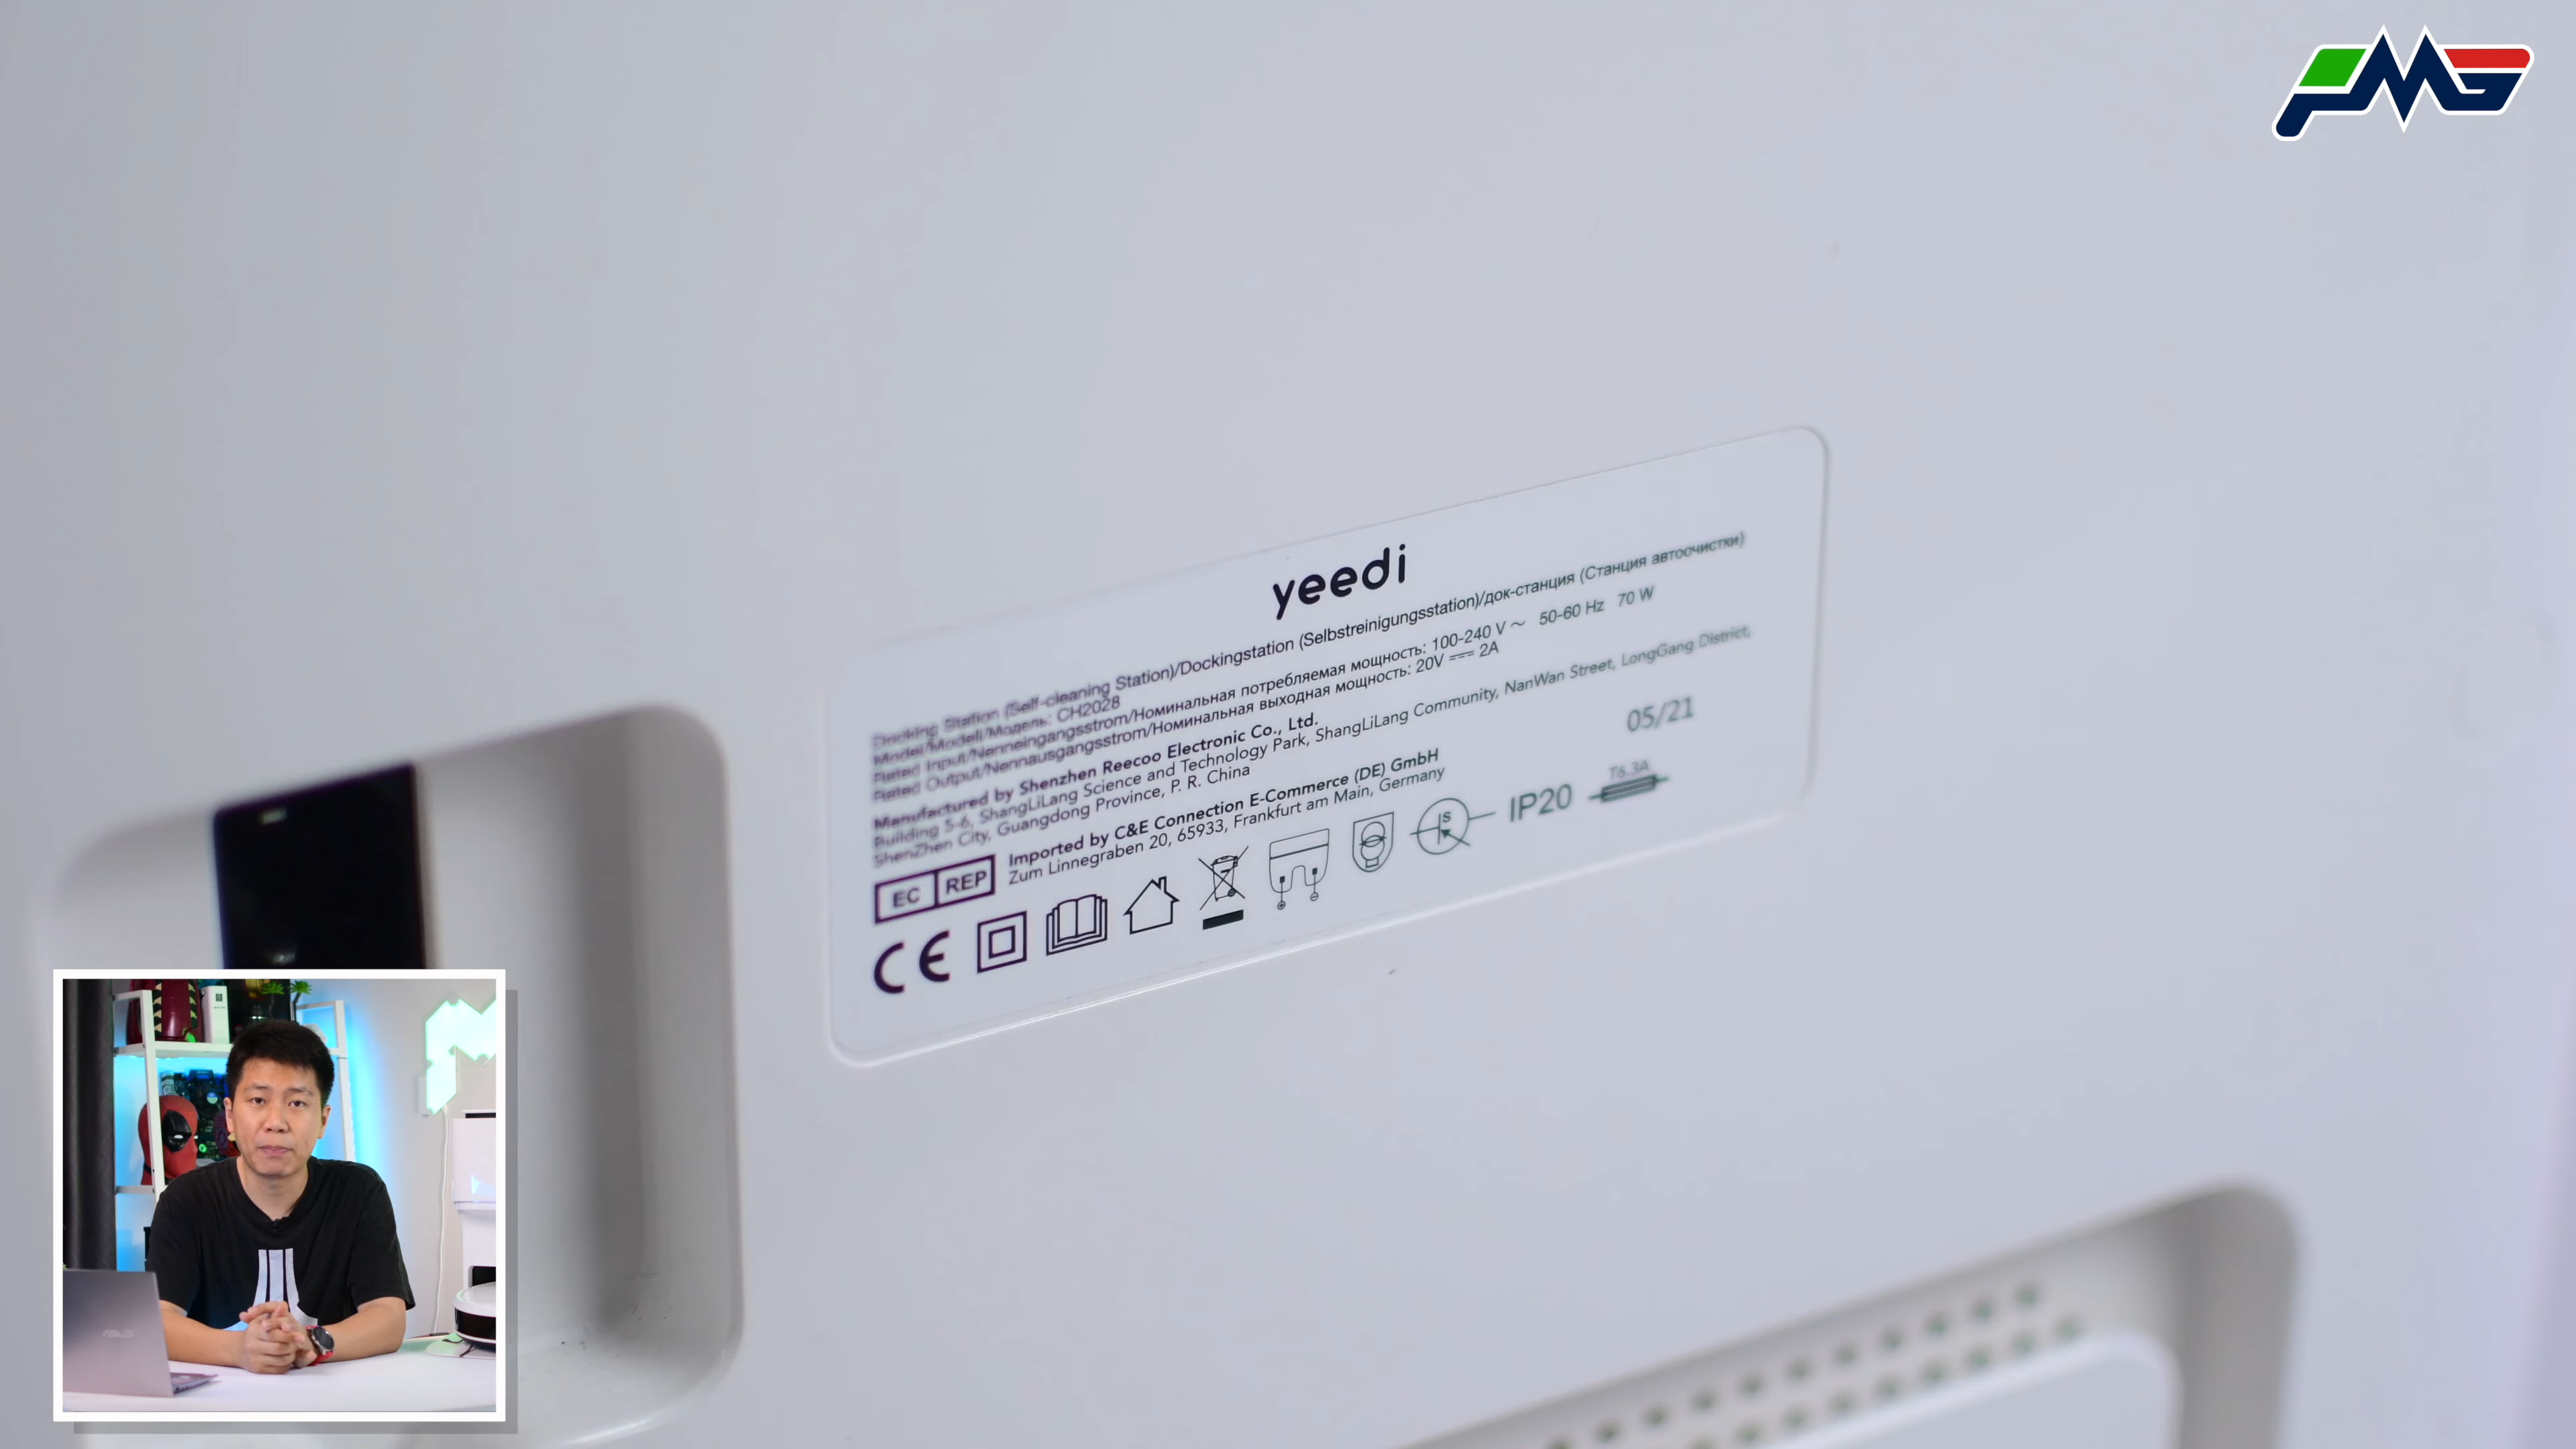 PMG
yeedi
Docking Station (Self-cleaning Station)/Dockingstation (Selbstreinigungsstation)/док-станция (Станция автоочистки)
Model/Modell/Модель: CH2028
Rated Input/Nenneingangsstrom/Номинальная потребляемая мощность: 100-240 V ~ 50-60 Hz 70 W
Rated Output/Nennausgangsstrom/Номинальная выходная мощность: 20V ⎓ 2A
Manufactured by Shenzhen Reecoo Electronic Co., Ltd.
Building 5-6, ShangLiLang Science and Technology Park, ShangLiLang Community, NanWan Street, LongGang District,
ShenZhen City, Guangdong Province, P. R. China
05/21
EC REP
Imported by C&E Connection E-Commerce (DE) GmbH
Zum Linnegraben 20, 65933, Frankfurt am Main, Germany
CE
S
IP20
T6.3A
ASUS